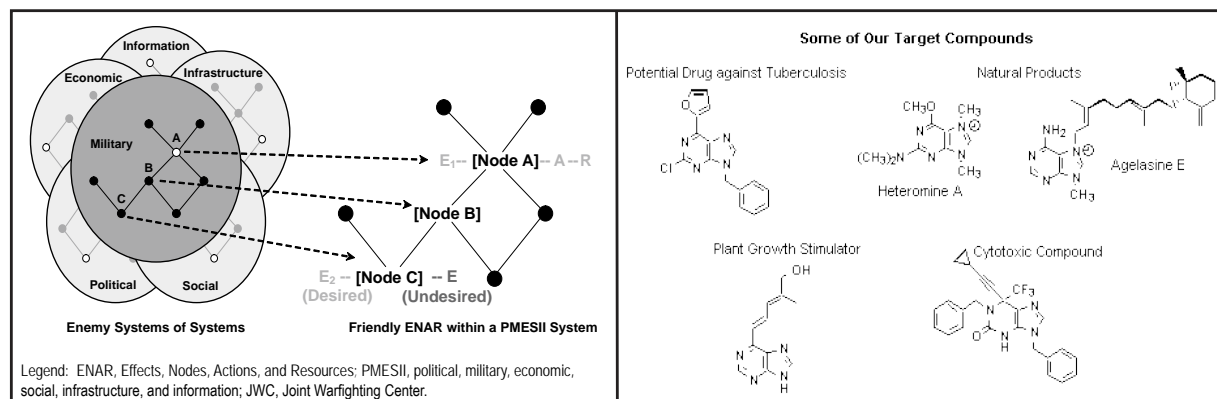 Information
Economic
Infrastructure
Military
A
B
C
Political
Social
Enemy Systems of Systems
E1-- [Node A]-- A -- R
[Node B]
E2 -- [Node C] -- E
(Desired) (Undesired)
Friendly ENAR within a PMESII System
Legend: ENAR, Effects, Nodes, Actions, and Resources; PMESII, political, military, economic,
social, infrastructure, and information; JWC, Joint Warfighting Center.
Some of Our Target Compounds
Potential Drug against Tuberculosis
O
N
N
N
N
Cl
Natural Products
CH3O
CH3
N
N
N
N
(CH3)2N
CH3
Heteromine A
NH2
N
N
N
N
CH3
Agelasine E
Plant Growth Stimulator
OH
N
N
N
N
H
Cytotoxic Compound
CF3
N
N
O
N
H
N